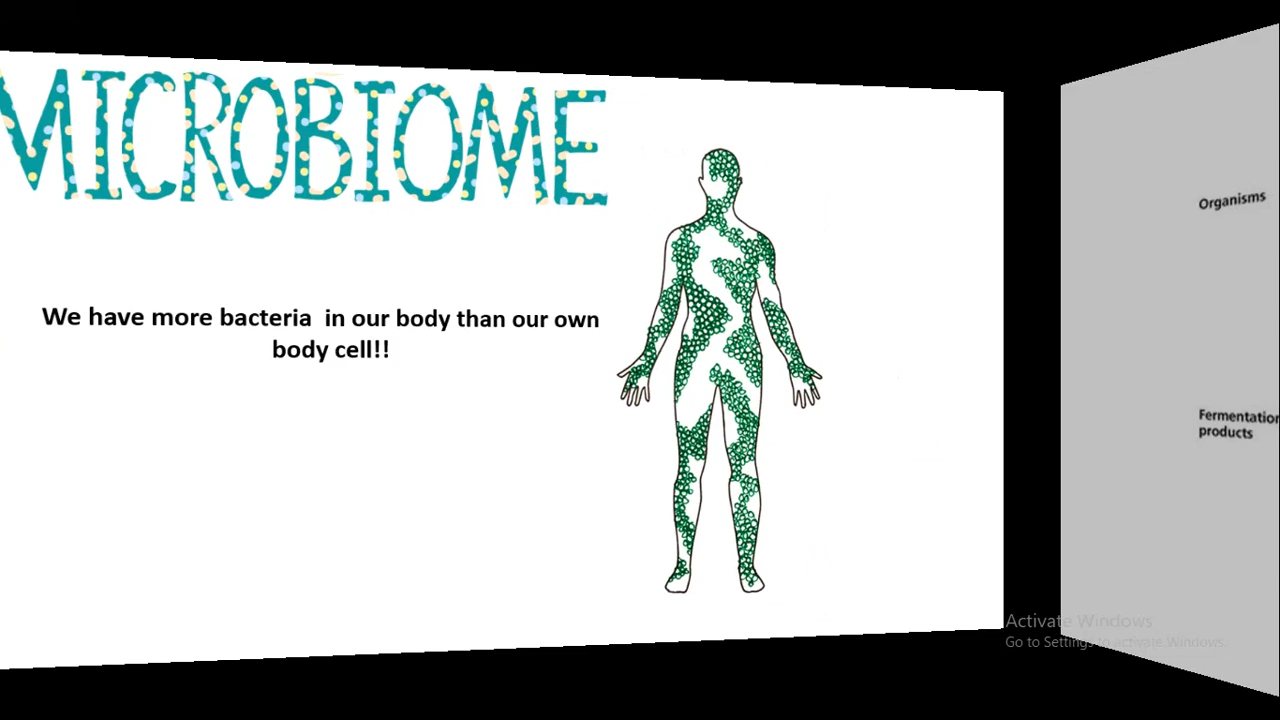 MICROBIOME
We have more bacteria in our body than our own
body cell!!
Organisms
Fermentation
products
Activate Windows
Go to Settings to activate Windows.